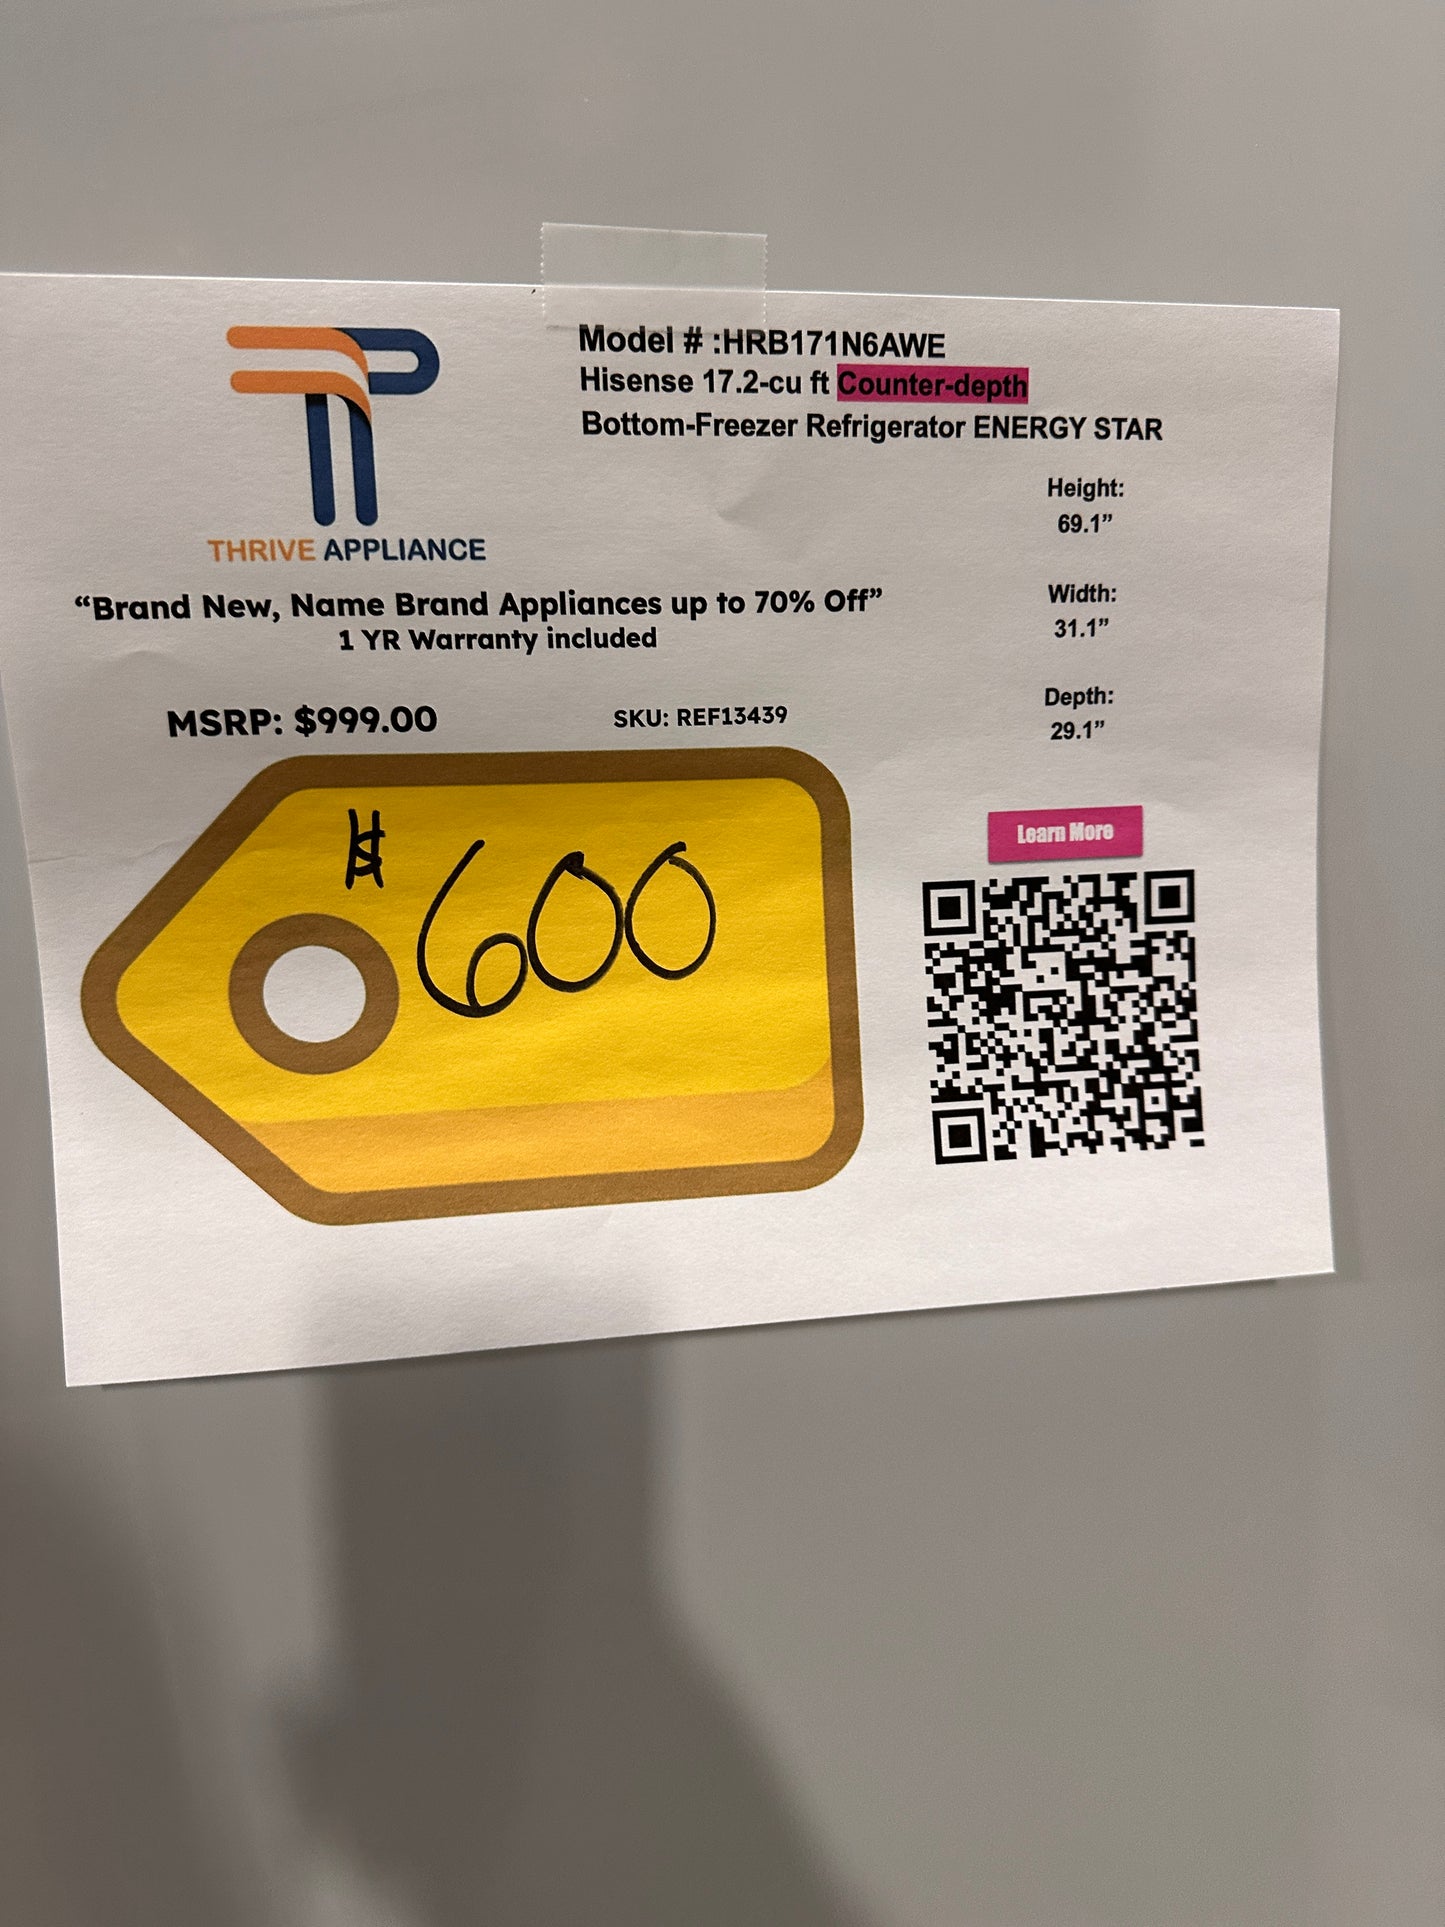 Model # :HRB171N6AWE
Hisense 17.2-cu ft Counter-depth
Bottom-Freezer Refrigerator ENERGY STAR
THRIVE APPLIANCE
“Brand New, Name Brand Appliances up to 70% Off”
1 YR Warranty included
MSRP: $999.00
SKU: REF13439
$600
Height:
69.1”
Width:
31.1”
Depth:
29.1”
Learn More